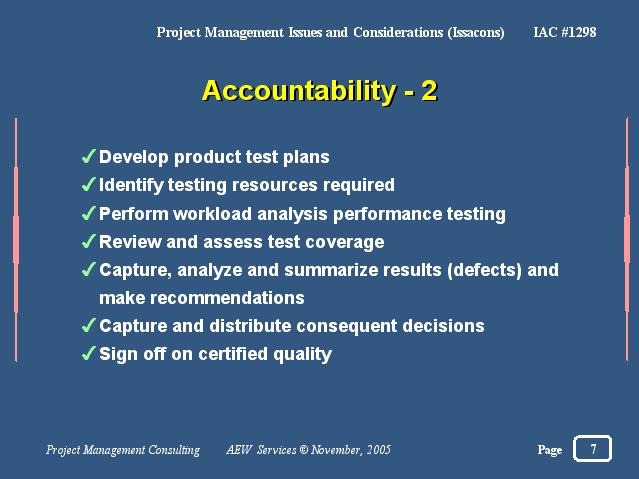 Project Management Issues and Considerations (Issacons) IAC #1298
Accountability - 2
✓ Develop product test plans
✓ Identify testing resources required
✓ Perform workload analysis performance testing
✓ Review and assess test coverage
✓ Capture, analyze and summarize results (defects) and
make recommendations
✓ Capture and distribute consequent decisions
✓ Sign off on certified quality
Project Management Consulting AEW Services © November, 2005 Page 7